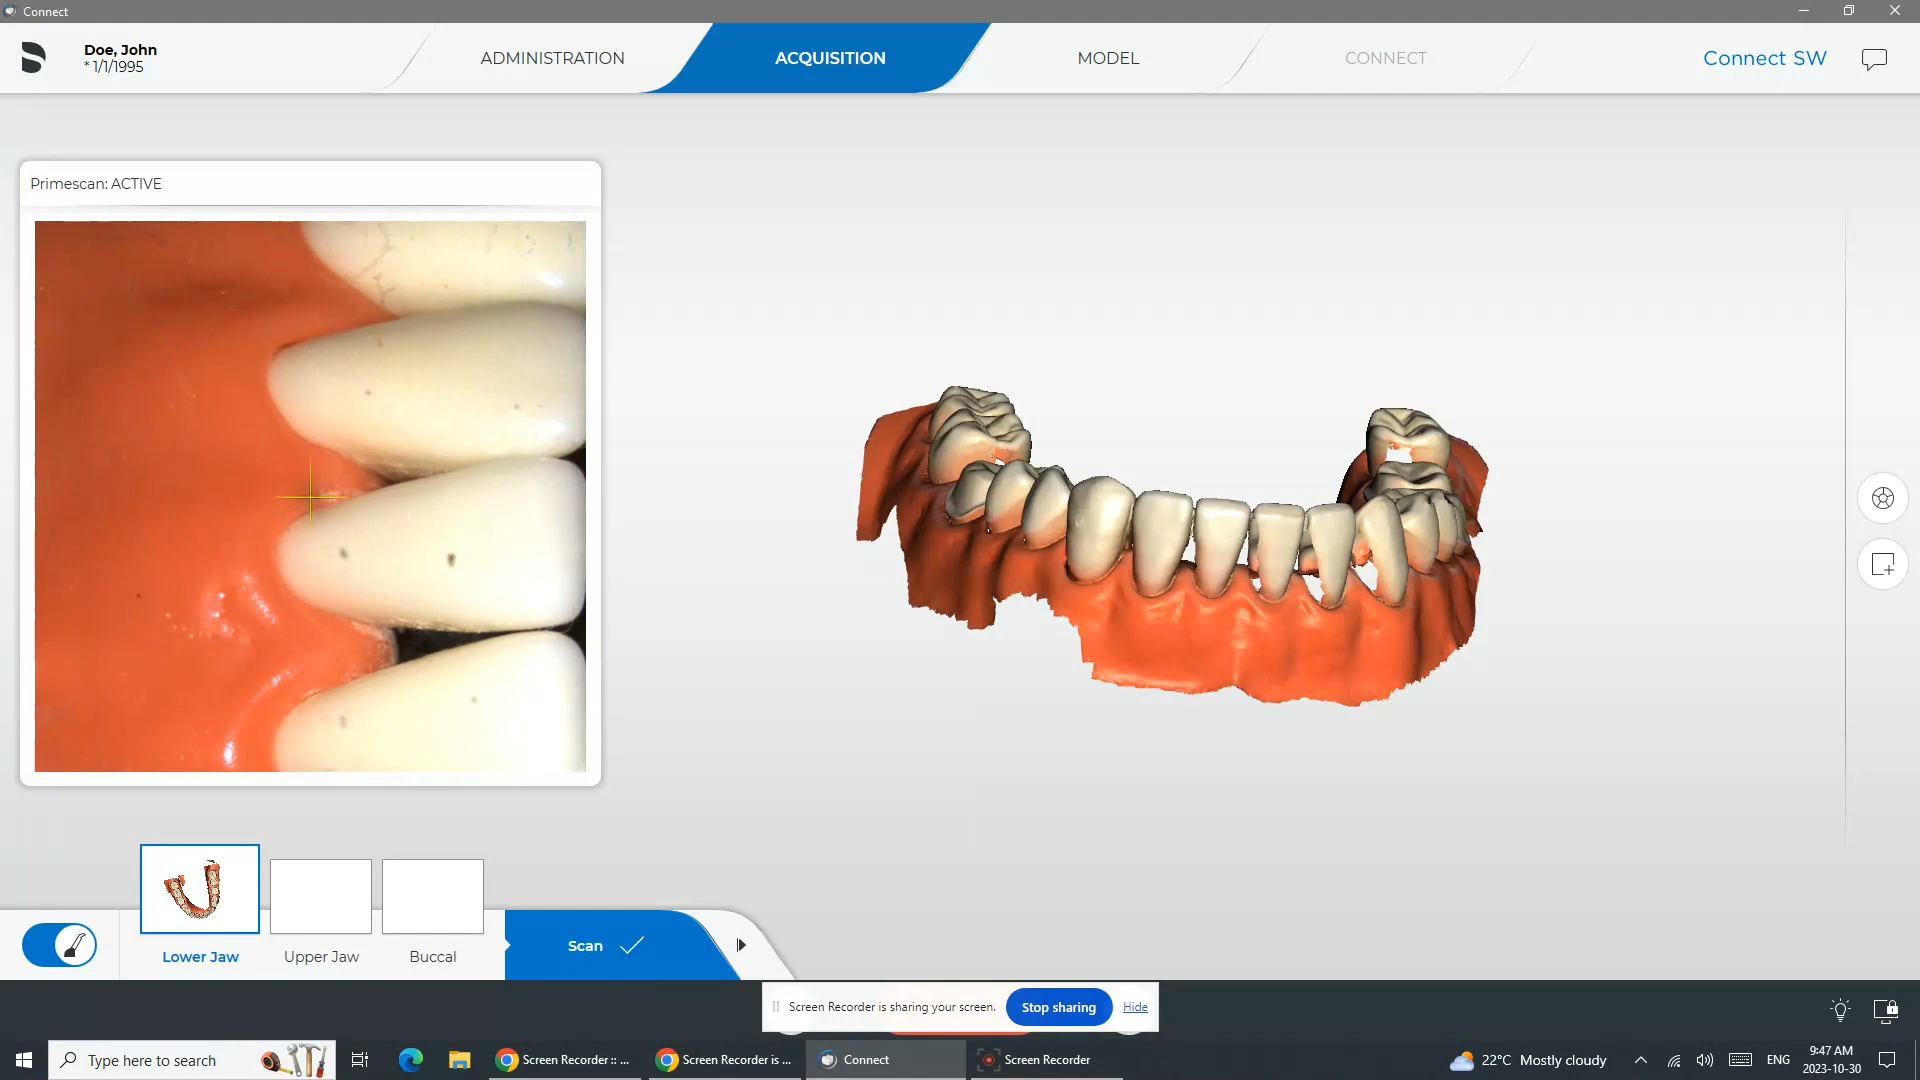 Connect
Doe, John
* 1/1/1995
ADMINISTRATION
ACQUISITION
MODEL
CONNECT
Connect SW
Primescan: ACTIVE
Lower Jaw
Upper Jaw
Buccal
Scan
Screen Recorder is sharing your screen.
Stop sharing
Hide
Type here to search
Screen Recorder :: ...
Screen Recorder is ...
Connect
Screen Recorder
22°C Mostly cloudy
ENG
9:47 AM
2023-10-30